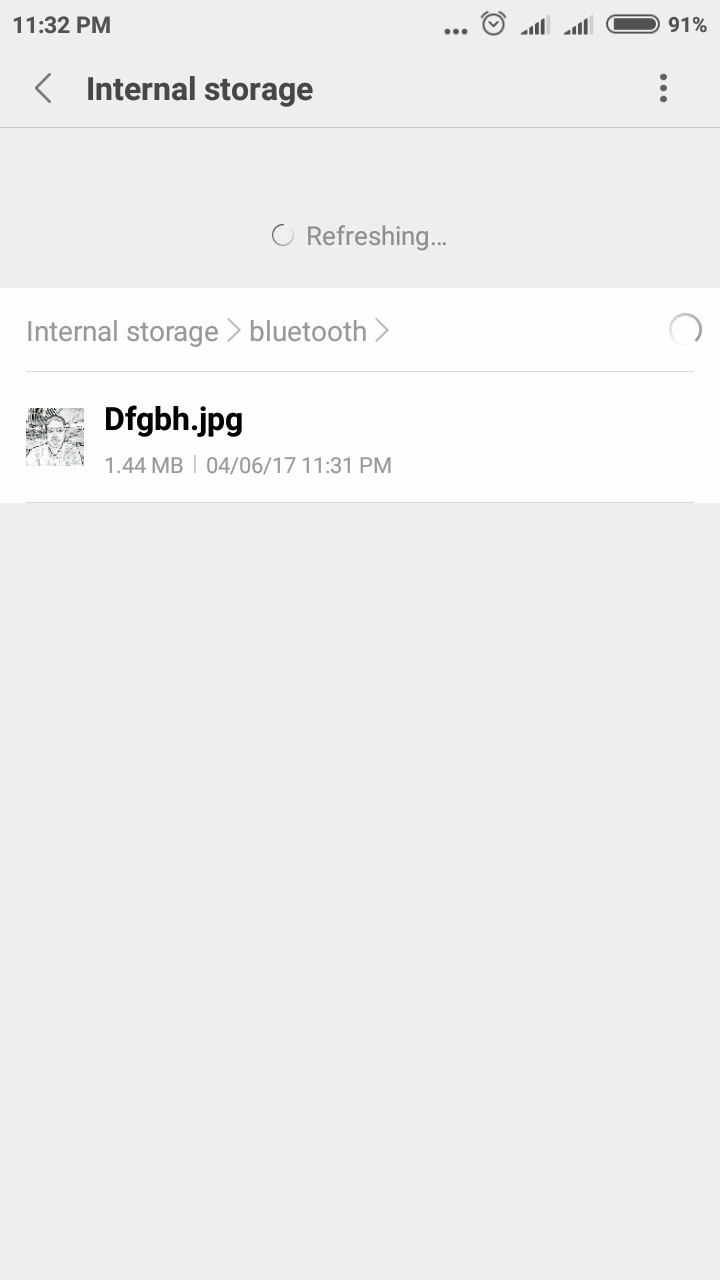 11:32 PM ... 91%
Internal storage
Refreshing...
Internal storage > bluetooth >
Dfgbh.jpg
1.44 MB | 04/06/17 11:31 PM